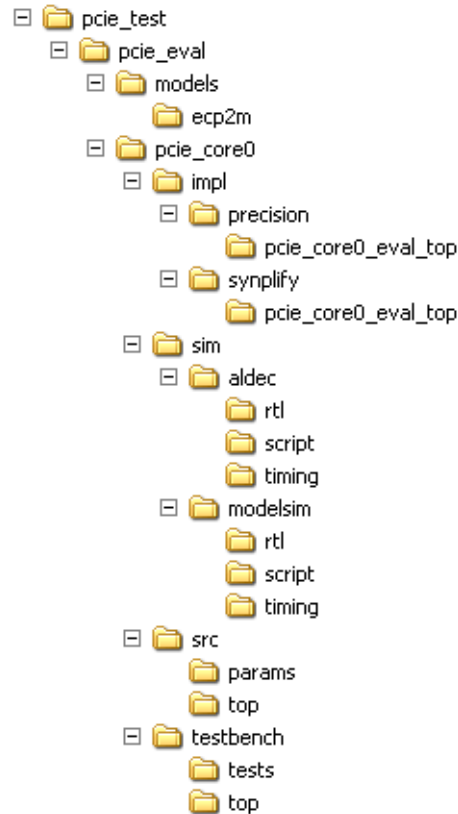 pcie_test
pcie_eval
models
ecp2m
pcie_core0
impl
precision
pcie_core0_eval_top
synplify
pcie_core0_eval_top
sim
aldec
rtl
script
timing
modelsim
rtl
script
timing
src
params
top
testbench
tests
top